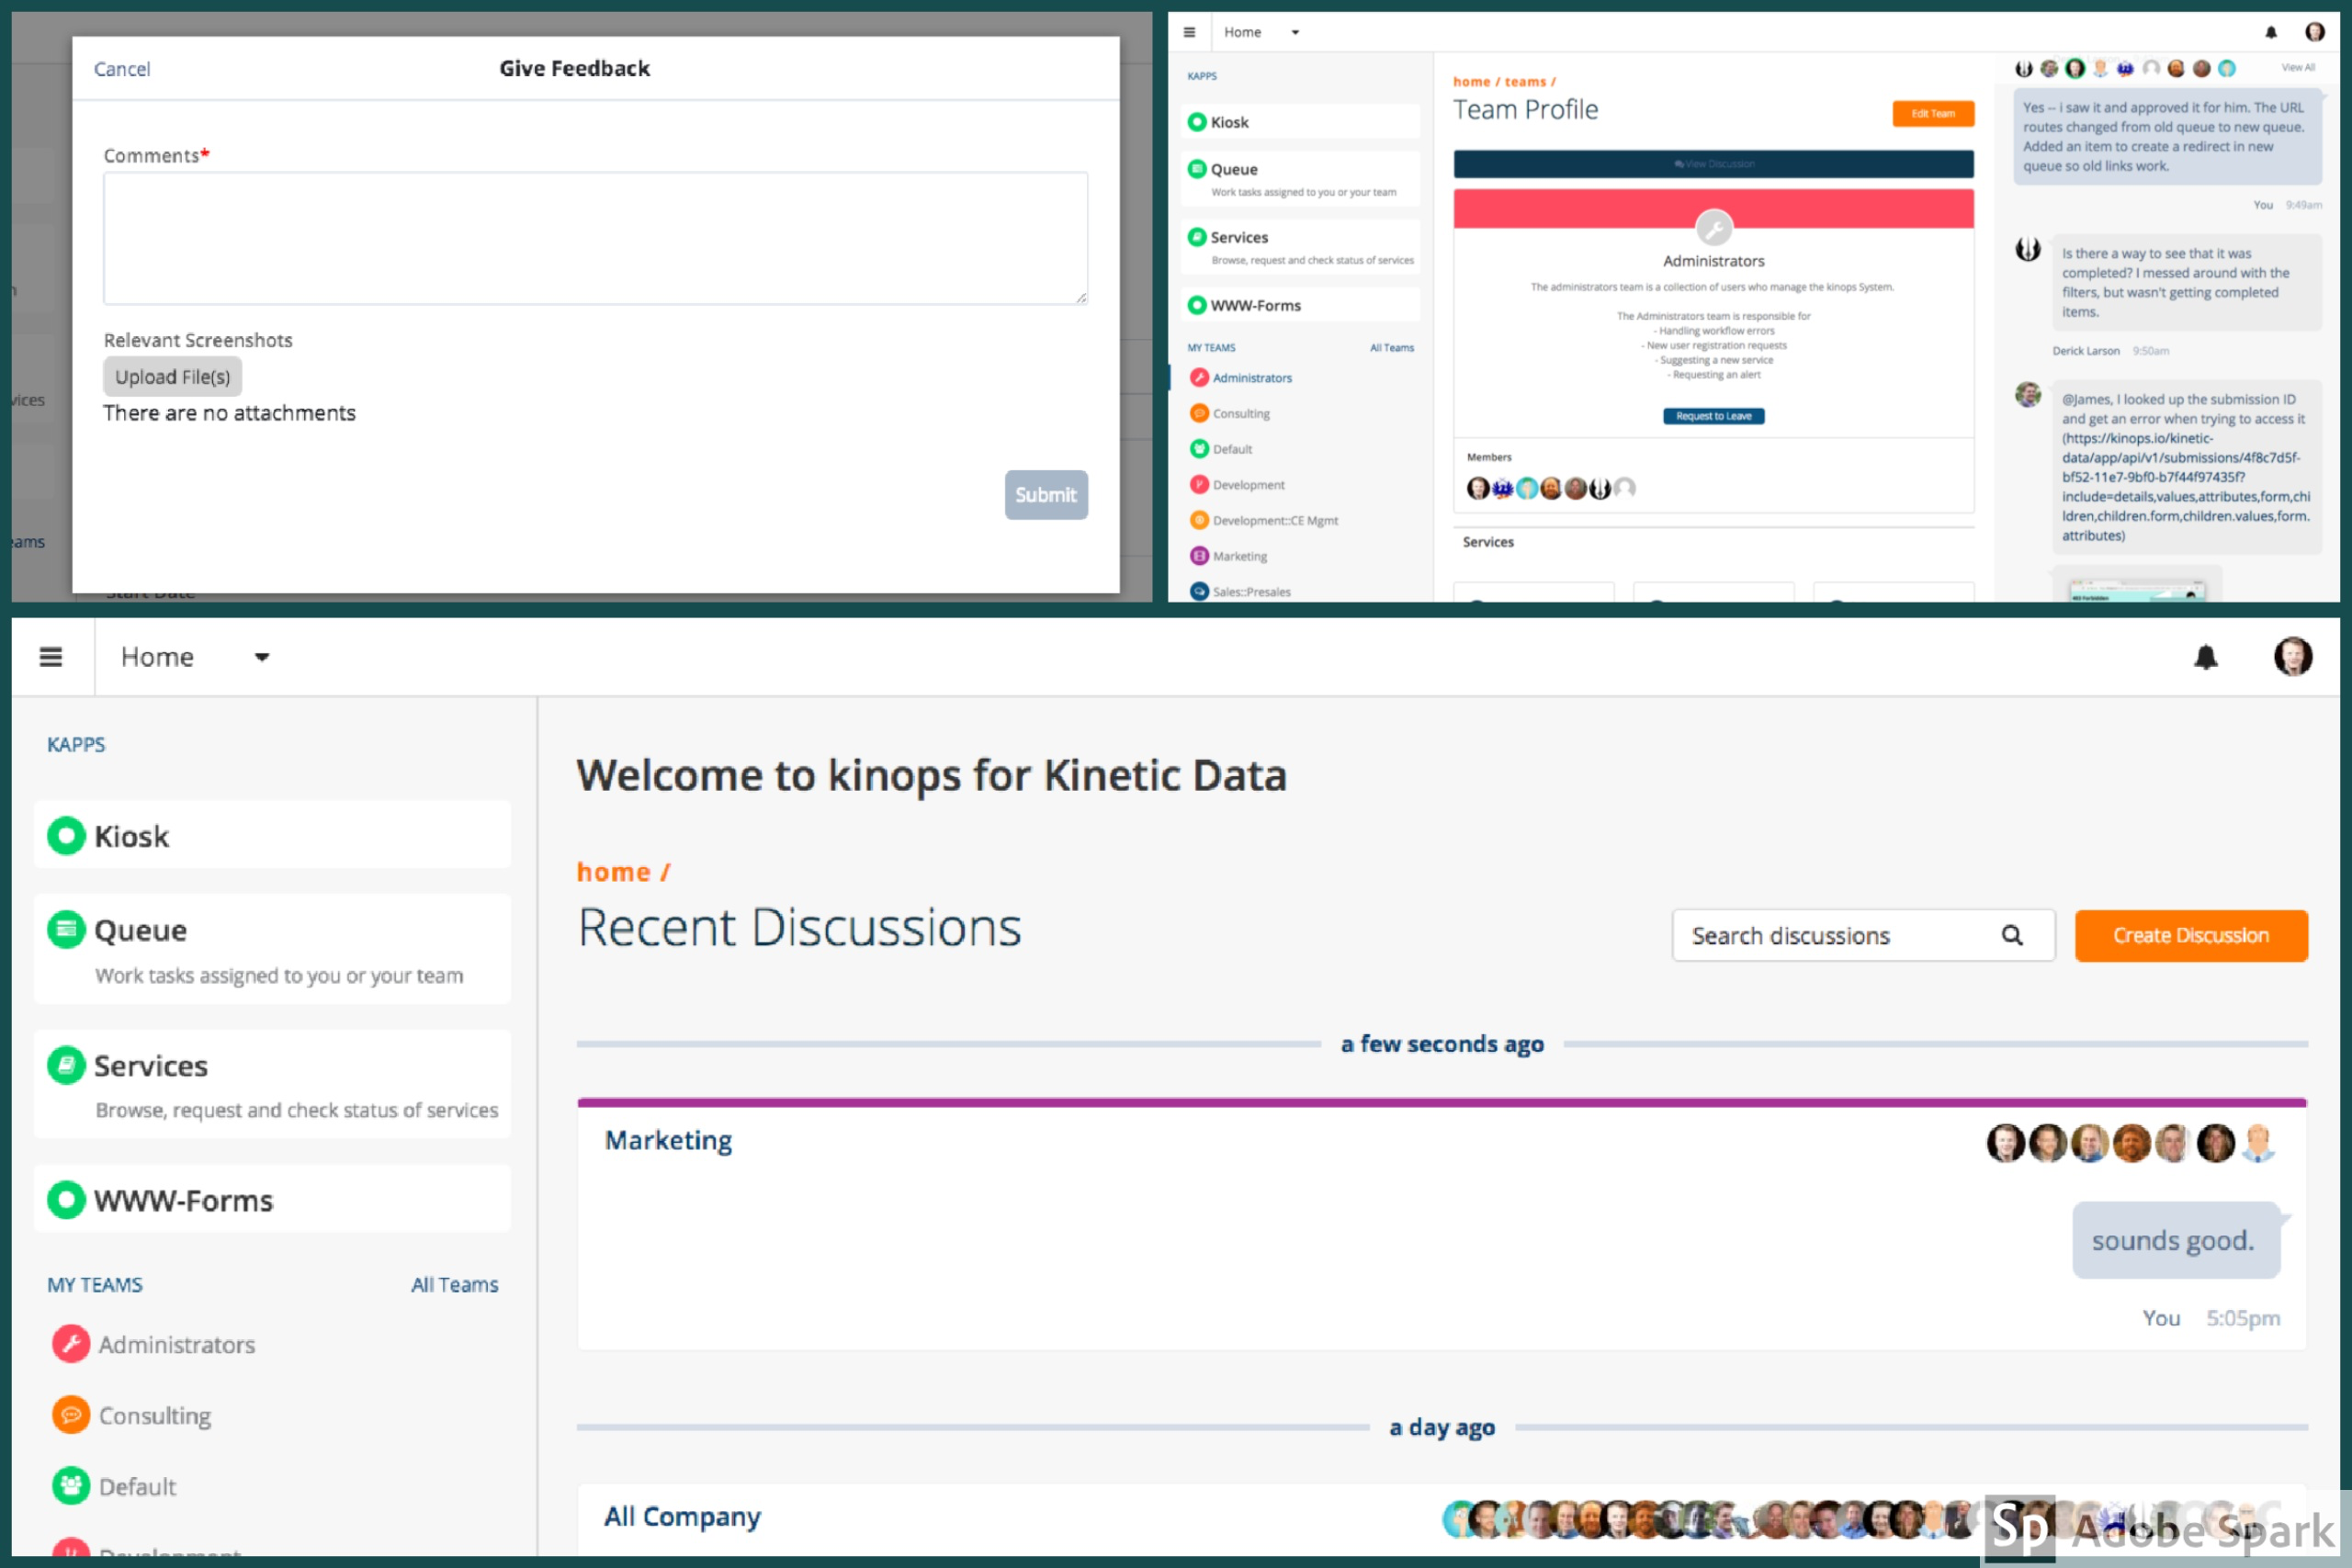 Cancel
Give Feedback
Comments*
Relevant Screenshots
Upload File(s)
There are no attachments
Submit
vices
eams
Start Date
Home
KAPPS
Kiosk
Queue
Work tasks assigned to you or your team
Services
Browse, request and check status of services
WWW-Forms
MY TEAMS
All Teams
Administrators
Consulting
Default
Development
Development::CE Mgmt
Marketing
Sales::Presales
home / teams /
Team Profile
Edit Team
View Discussion
Administrators
The administrators team is a collection of users who manage the kinops System.
The Administrators team is responsible for
- Handling workflow errors
- New user registration requests
- Suggesting a new service
- Requesting an alert
Request to Leave
Members
Services
View All
Yes -- i saw it and approved it for him. The URL
routes changed from old queue to new queue.
Added an item to create a redirect in new
queue so old links work.
You 9:49am
Is there a way to see that it was
completed? I messed around with the
filters, but wasn't getting completed
items.
Derick Larson 9:50am
@James, I looked up the submission ID
and get an error when trying to access it
(https://kinops.io/kinetic-
data/app/api/v1/submissions/4f8c7d5f-
bf52-11e7-9bf0-b7f44f97435f?
include=details,values,attributes,form,chi
ldren,children.form,children.values,form.
attributes)
Home
KAPPS
Kiosk
Queue
Work tasks assigned to you or your team
Services
Browse, request and check status of services
WWW-Forms
MY TEAMS
All Teams
Administrators
Consulting
Default
Development
Welcome to kinops for Kinetic Data
home /
Recent Discussions
Search discussions
Create Discussion
a few seconds ago
Marketing
sounds good.
You 5:05pm
a day ago
All Company
Sp Adobe Spark